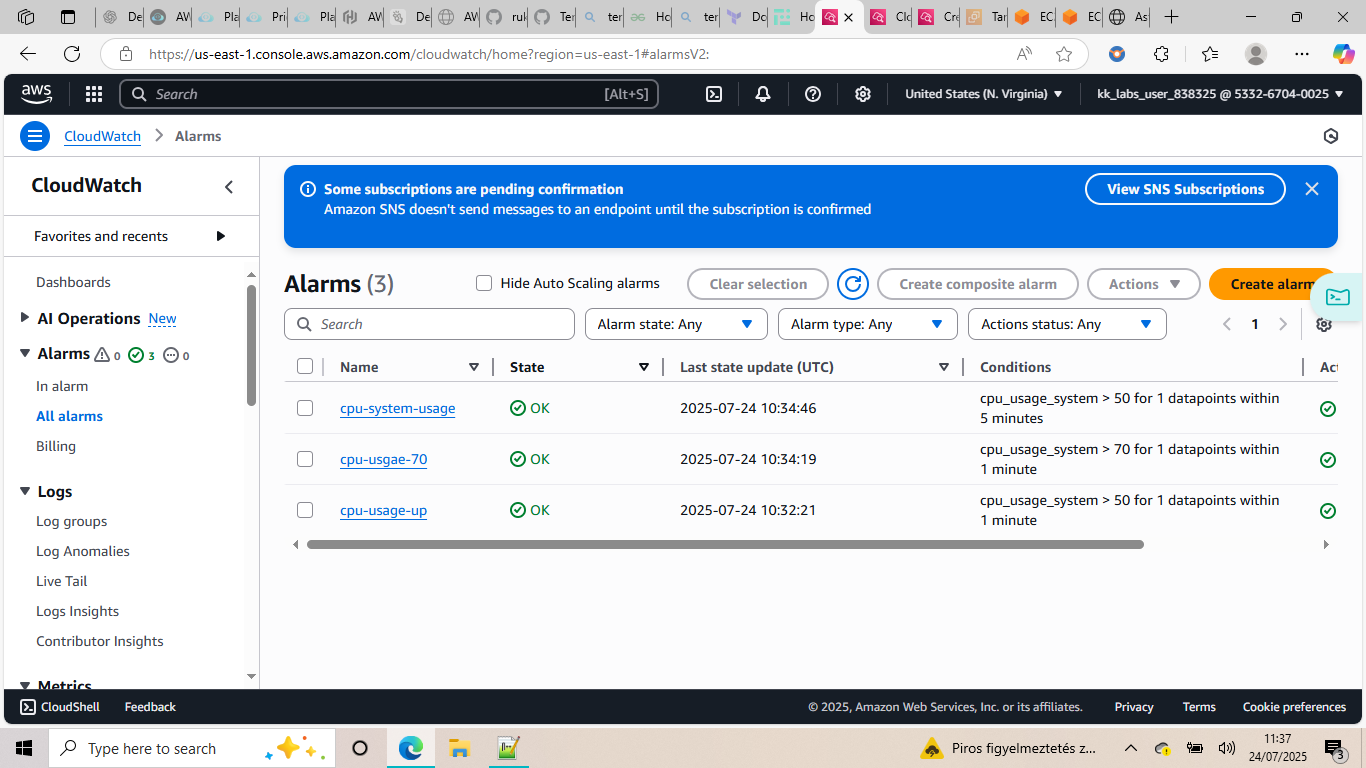 De
AV
Pla
Pri
Pla
AV
De
AV
ruk
Ter
ter
Ho
ter
Do
Ho
Clo
Cre
Tar
EC
EC
As
https://us-east-1.console.aws.amazon.com/cloudwatch/home?region=us-east-1#alarmsV2:
aws
Search
[Alt+S]
United States (N. Virginia)
kk_labs_user_838325 @ 5332-6704-0025
CloudWatch
Alarms
CloudWatch
Favorites and recents
Dashboards
AI Operations New
Alarms 0 3 0
In alarm
All alarms
Billing
Logs
Log groups
Log Anomalies
Live Tail
Logs Insights
Contributor Insights
Metrics
Some subscriptions are pending confirmation
Amazon SNS doesn't send messages to an endpoint until the subscription is confirmed
View SNS Subscriptions
Alarms (3)
Hide Auto Scaling alarms
Clear selection
Create composite alarm
Actions
Create alarm
Search
Alarm state: Any
Alarm type: Any
Actions status: Any
1
Name
State
Last state update (UTC)
Conditions
Act
cpu-system-usage
OK
2025-07-24 10:34:46
cpu_usage_system > 50 for 1 datapoints within
5 minutes
cpu-usgae-70
OK
2025-07-24 10:34:19
cpu_usage_system > 70 for 1 datapoints within
1 minute
cpu-usage-up
OK
2025-07-24 10:32:21
cpu_usage_system > 50 for 1 datapoints within
1 minute
CloudShell
Feedback
© 2025, Amazon Web Services, Inc. or its affiliates.
Privacy
Terms
Cookie preferences
Type here to search
Piros figyelmeztetés z...
11:37
24/07/2025
3